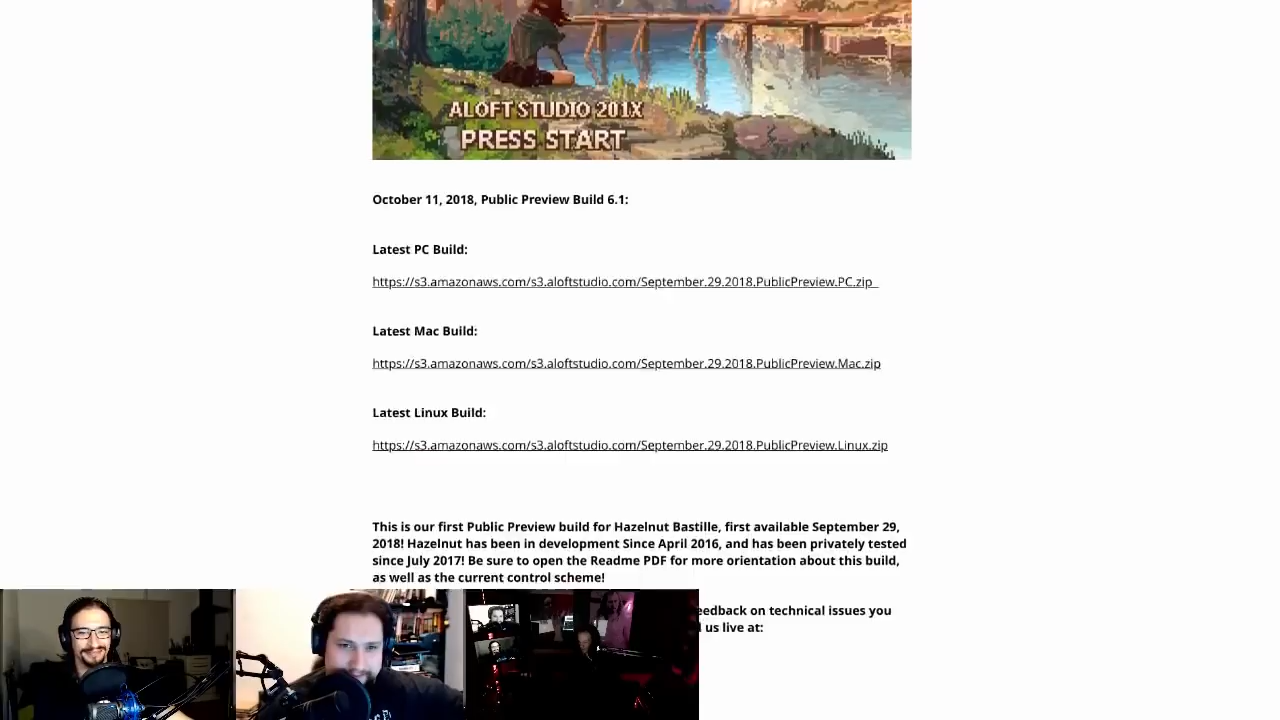 ALOFT STUDIO 201X
PRESS START
October 11, 2018, Public Preview Build 6.1:
Latest PC Build:
https://s3.amazonaws.com/s3.aloftstudio.com/September.29.2018.PublicPreview.PC.zip
Latest Mac Build:
https://s3.amazonaws.com/s3.aloftstudio.com/September.29.2018.PublicPreview.Mac.zip
Latest Linux Build:
https://s3.amazonaws.com/s3.aloftstudio.com/September.29.2018.PublicPreview.Linux.zip
This is our first Public Preview build for Hazelnut Bastille, first available September 29,
2018! Hazelnut has been in development Since April 2016, and has been privately tested
since July 2017! Be sure to open the Readme PDF for more orientation about this build,
as well as the current control scheme!
eedback on technical issues you
us live at: